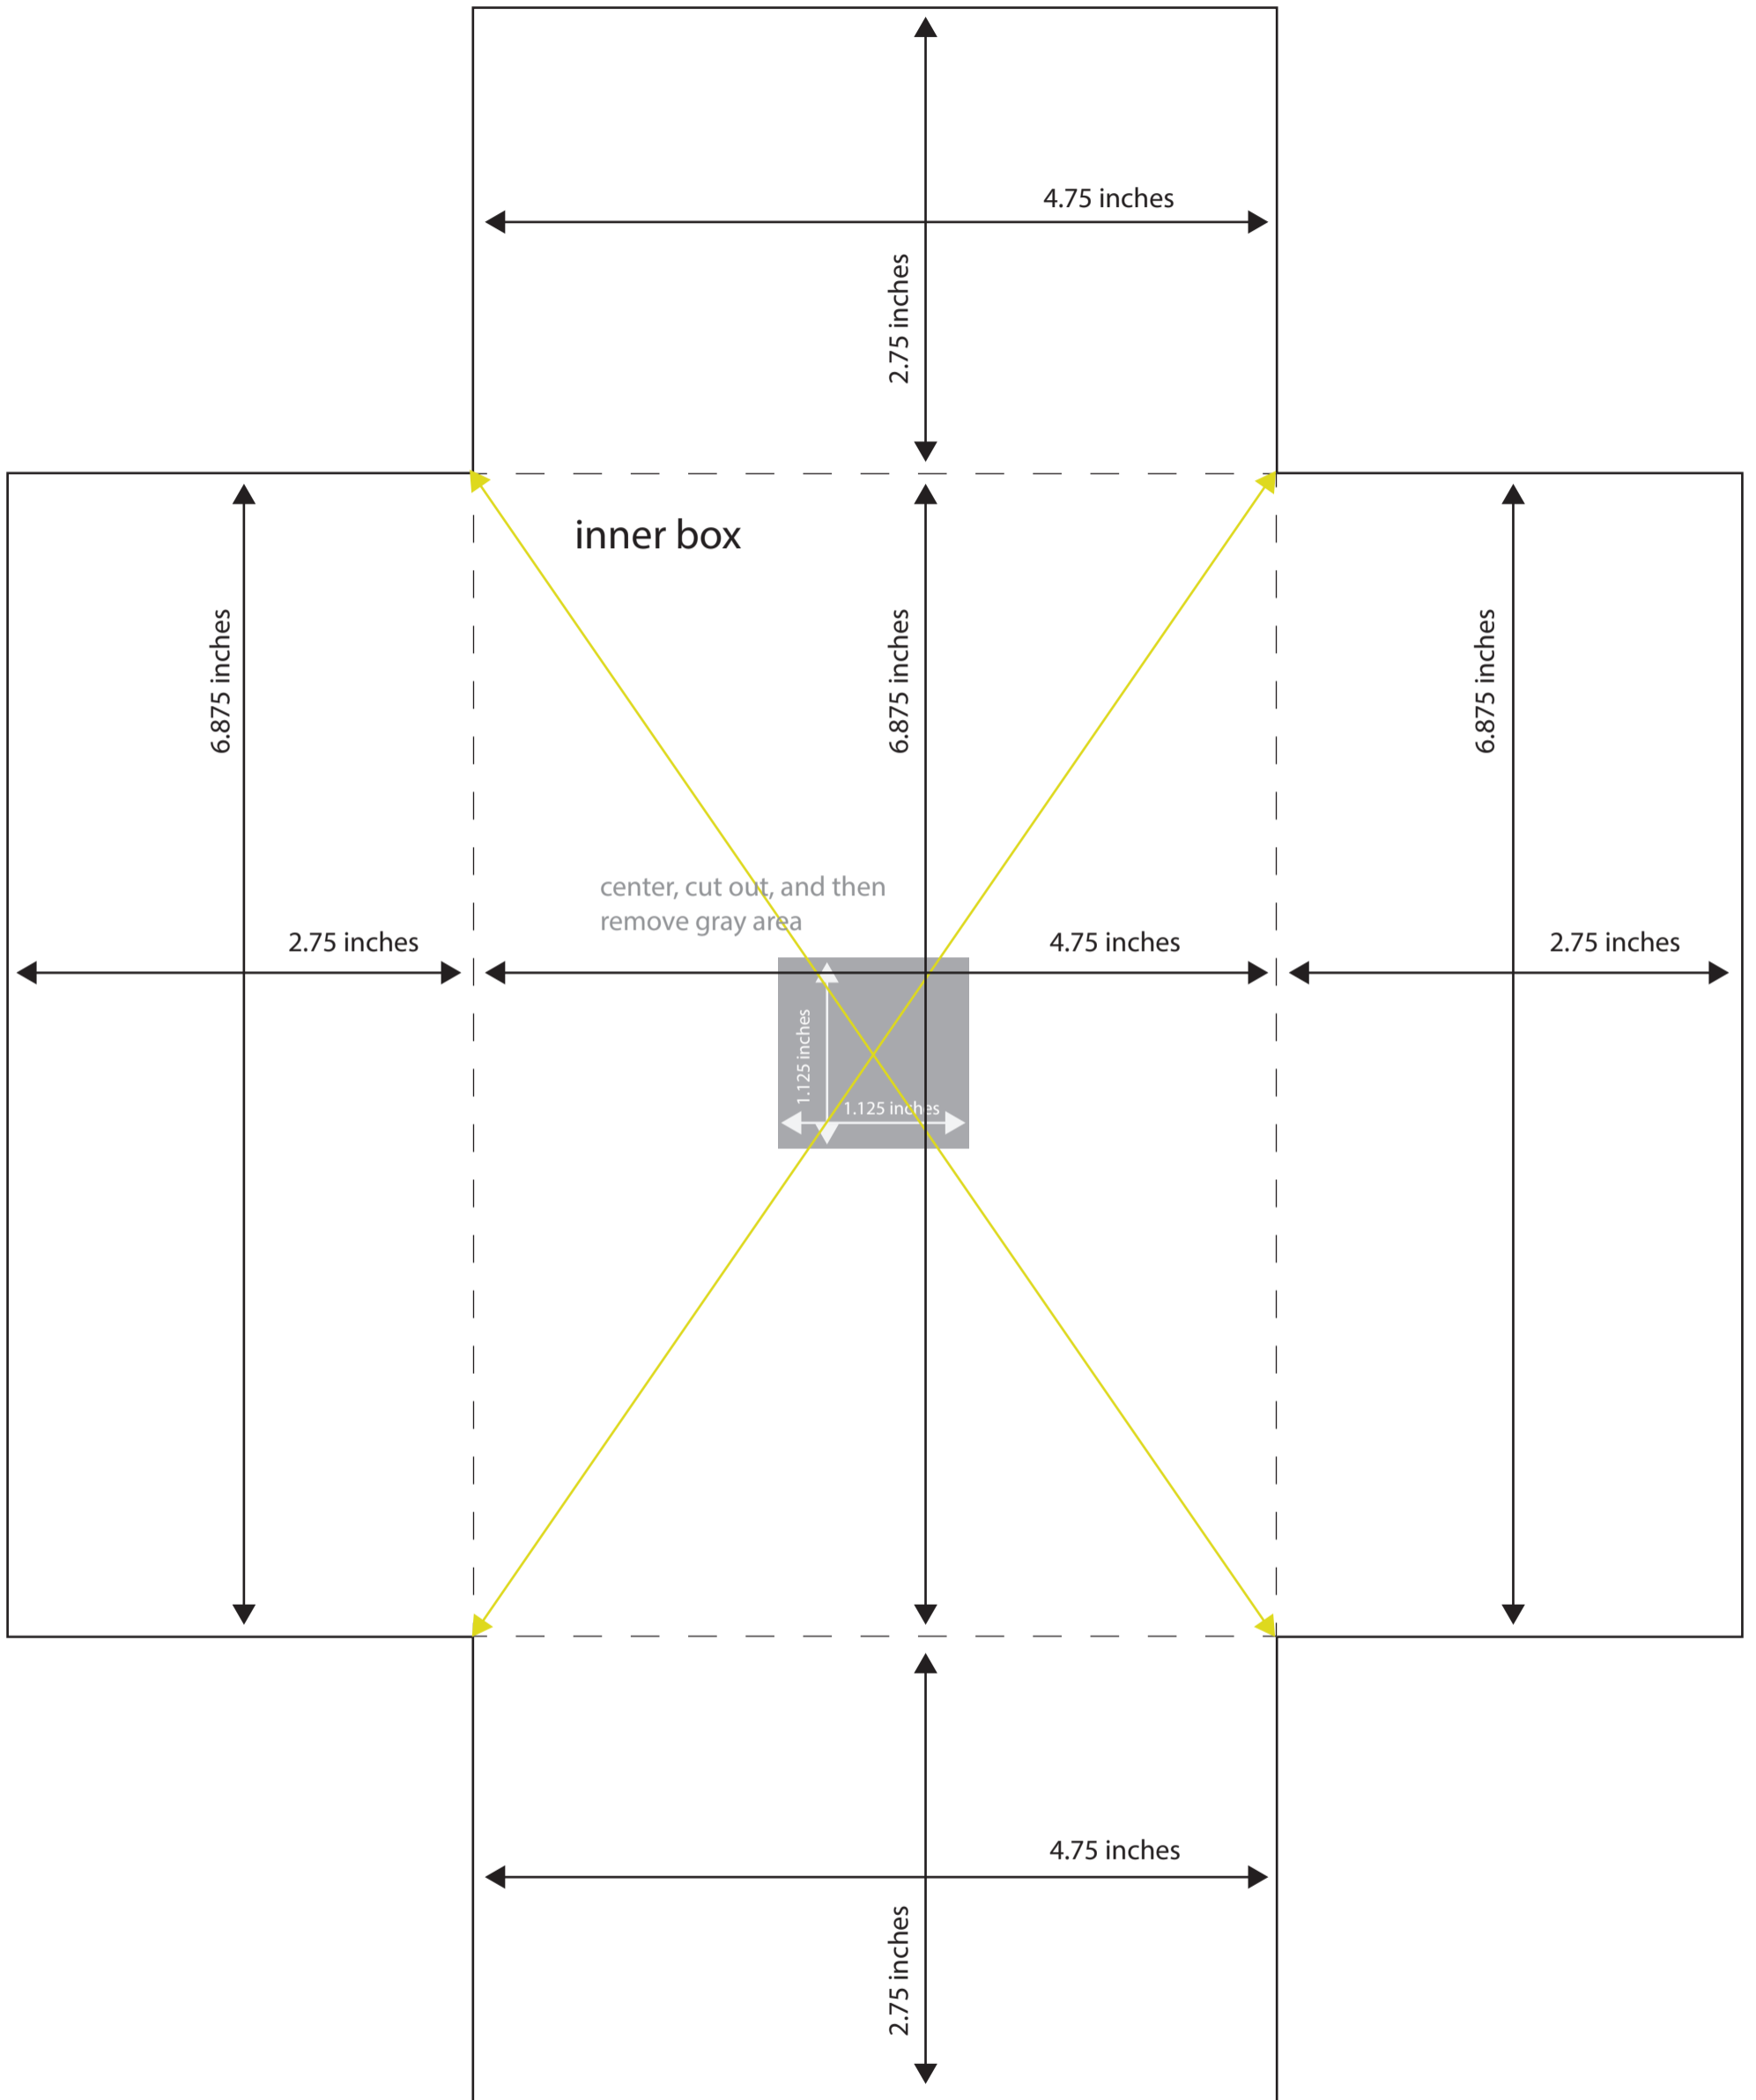 4.75 inches
2.75 inches
inner box
6.875 inches
6.875 inches
6.875 inches
center, cut out, and then
remove gray area
2.75 inches
4.75 inches
2.75 inches
1.125 inches
1.125 inches
4.75 inches
2.75 inches